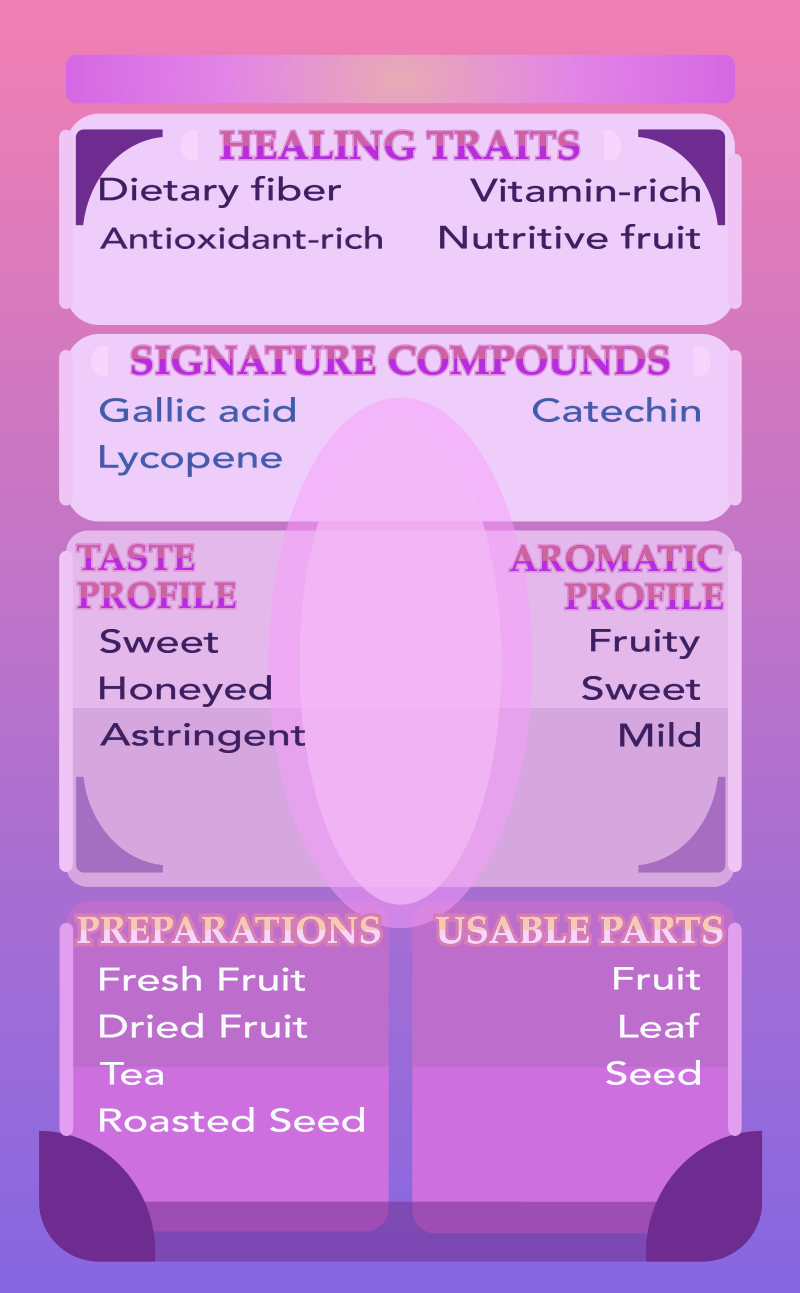 HEALING TRAITS
Dietary fiber
Vitamin-rich
Antioxidant-rich
Nutritive fruit
SIGNATURE COMPOUNDS
Gallic acid
Catechin
Lycopene
TASTE
PROFILE
Sweet
Honeyed
Astringent
AROMATIC
PROFILE
Fruity
Sweet
Mild
PREPARATIONS
Fresh Fruit
Dried Fruit
Tea
Roasted Seed
USABLE PARTS
Fruit
Leaf
Seed